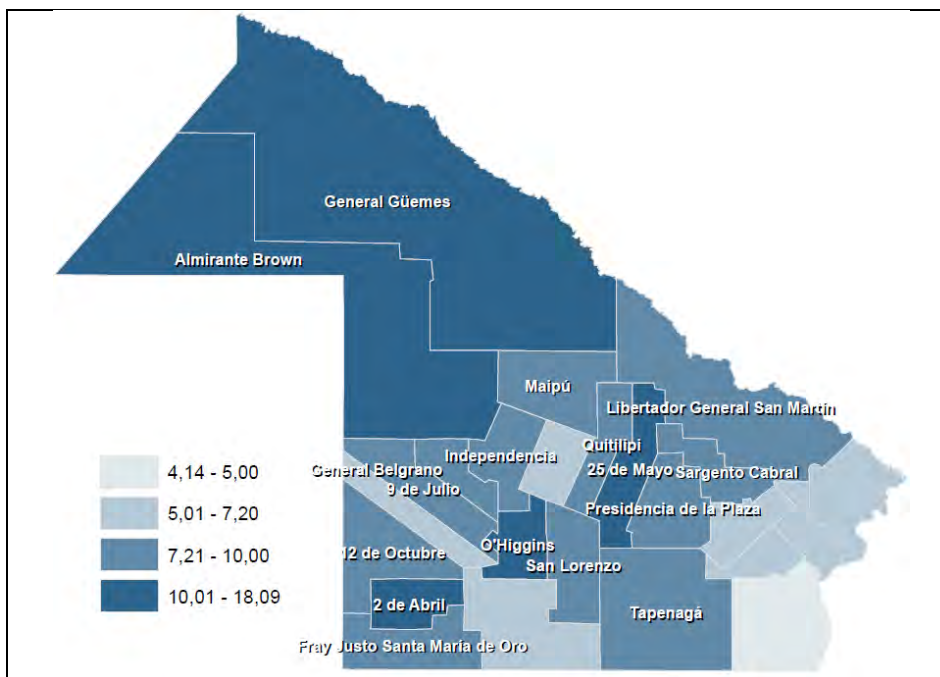 General Güemes
Almirante Brown
Maipú
Libertador General San Martín
Quitilipi
Independencia
General Belgrano
25 de Mayo
Sargento Cabral
9 de Julio
Presidencia de la Plaza
O'Higgins
12 de Octubre
San Lorenzo
2 de Abril
Tapenagá
Fray Justo Santa María de Oro
4,14 - 5,00
5,01 - 7,20
7,21 - 10,00
10,01 - 18,09